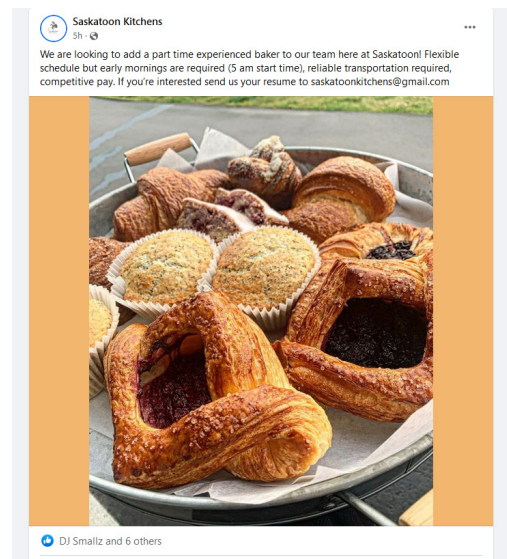 Saskatoon Kitchens
5h ·
We are looking to add a part time experienced baker to our team here at Saskatoon! Flexible
schedule but early mornings are required (5 am start time), reliable transportation required,
competitive pay. If you're interested send us your resume to saskatoonkitchens@gmail.com
DJ Smallz and 6 others